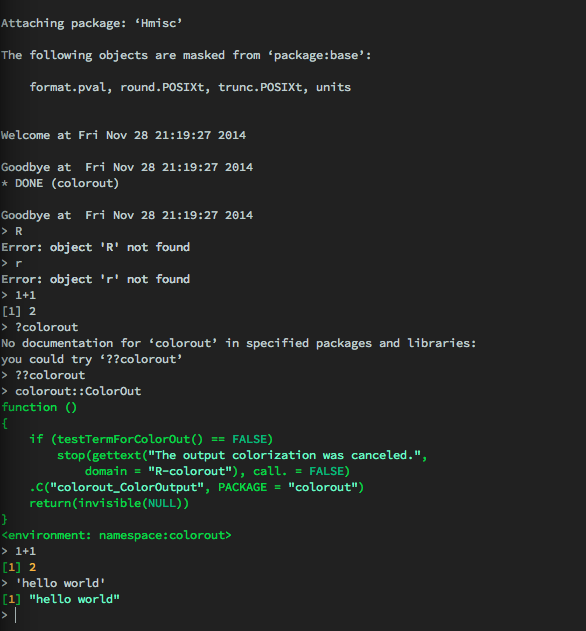 Attaching package: ‘Hmisc’
The following objects are masked from ‘package:base’:
format.pval, round.POSIXt, trunc.POSIXt, units
Welcome at Fri Nov 28 21:19:27 2014
Goodbye at  Fri Nov 28 21:19:27 2014
* DONE (colorout)
Goodbye at  Fri Nov 28 21:19:27 2014
> R
Error: object 'R' not found
> r
Error: object 'r' not found
> 1+1
[1] 2
> ?colorout
No documentation for ‘colorout’ in specified packages and libraries:
you could try ‘??colorout’
> ??colorout
> colorout::ColorOut
function ()
{
    if (testTermForColorOut() == FALSE)
        stop(gettext("The output colorization was canceled.",
            domain = "R-colorout"), call. = FALSE)
    .C("colorout_ColorOutput", PACKAGE = "colorout")
    return(invisible(NULL))
}
<environment: namespace:colorout>
> 1+1
[1] 2
> 'hello world'
[1] "hello world"
>